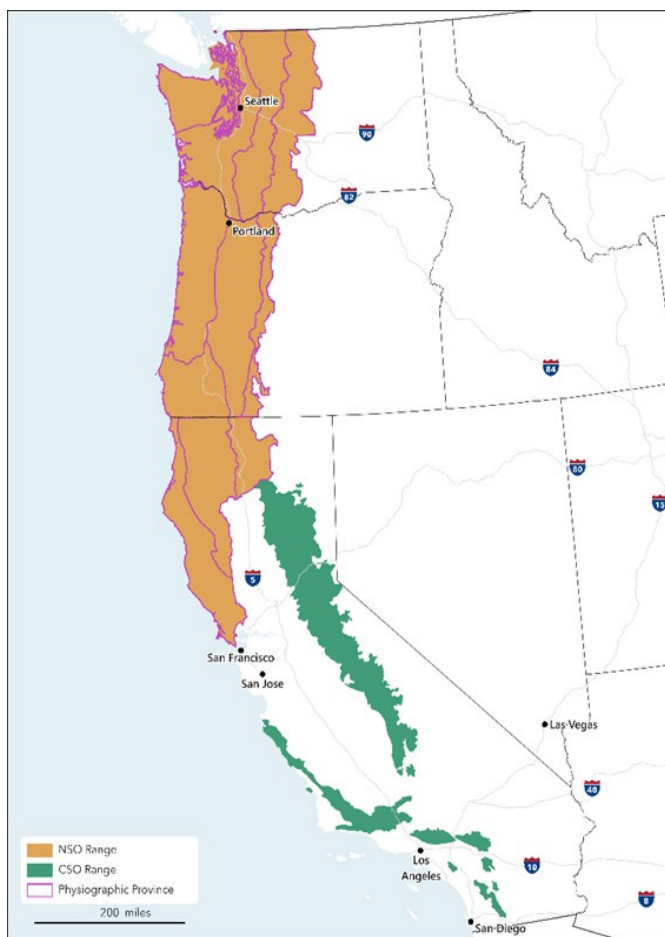 Seattle
90
82
Portland
84
80
15
5
San Francisco
San Jose
Las Vegas
40
NSO Range
CSO Range
Physiographic Province
200 miles
Los
Angeles
10
8
San Diego